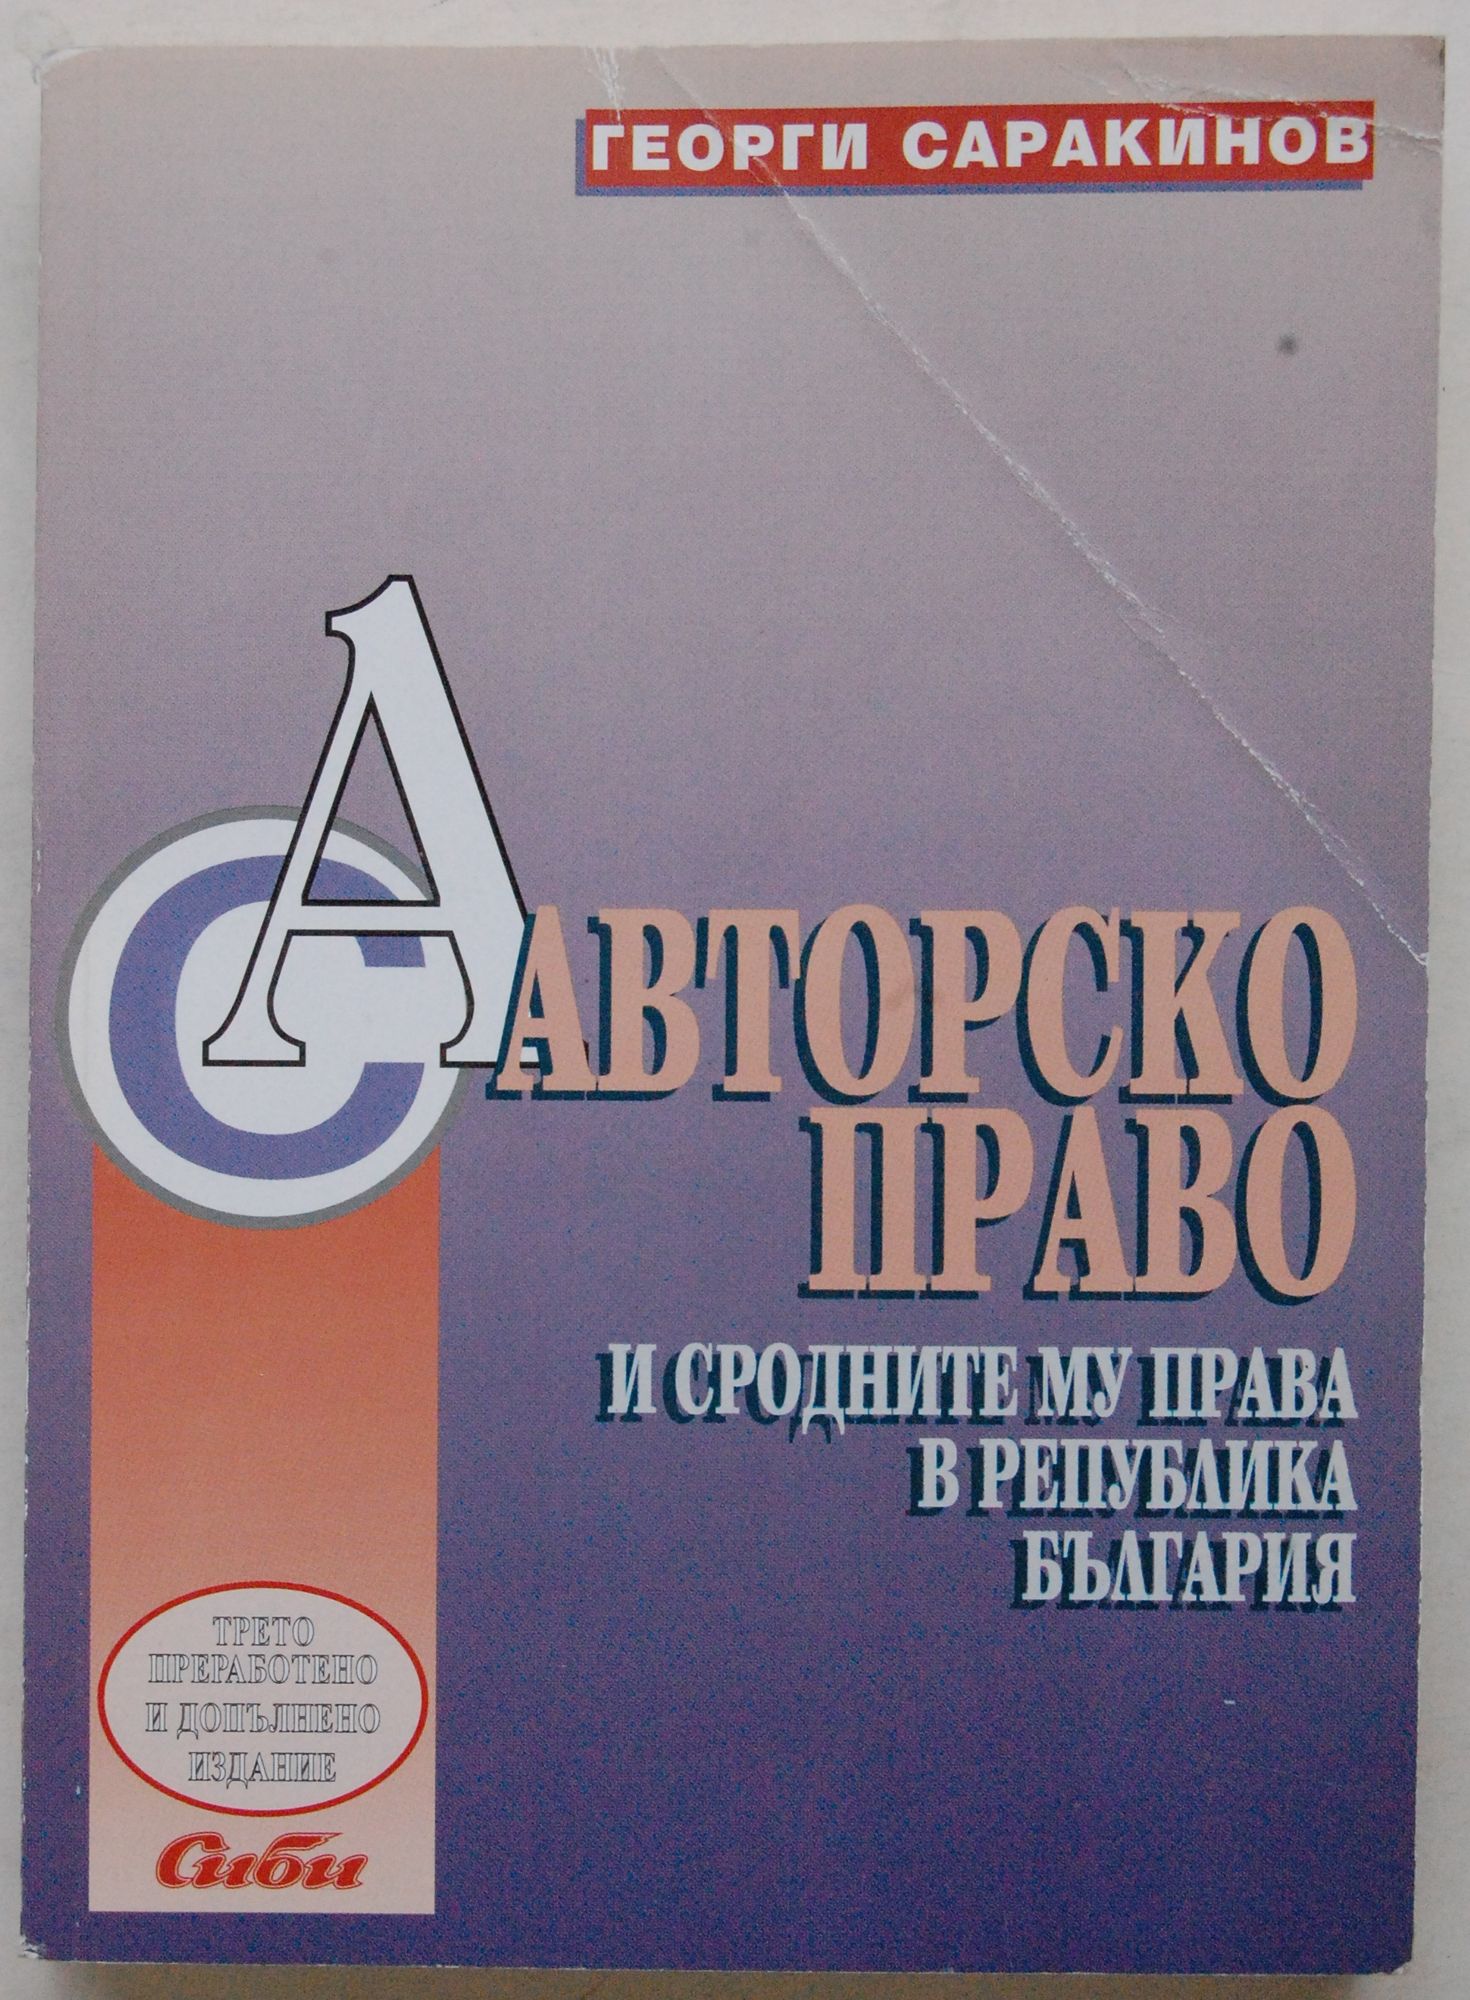 ГЕОРГИ САРАКИНОВ
А
С
АВТОРСКО
ПРАВО
И СРОДНИТЕ МУ ПРАВА
В РЕПУБЛИКА
БЪЛГАРИЯ
ТРЕТО
ПРЕРАБОТЕНО
И ДОПЪЛНЕНО
ИЗДАНИЕ
Сиби